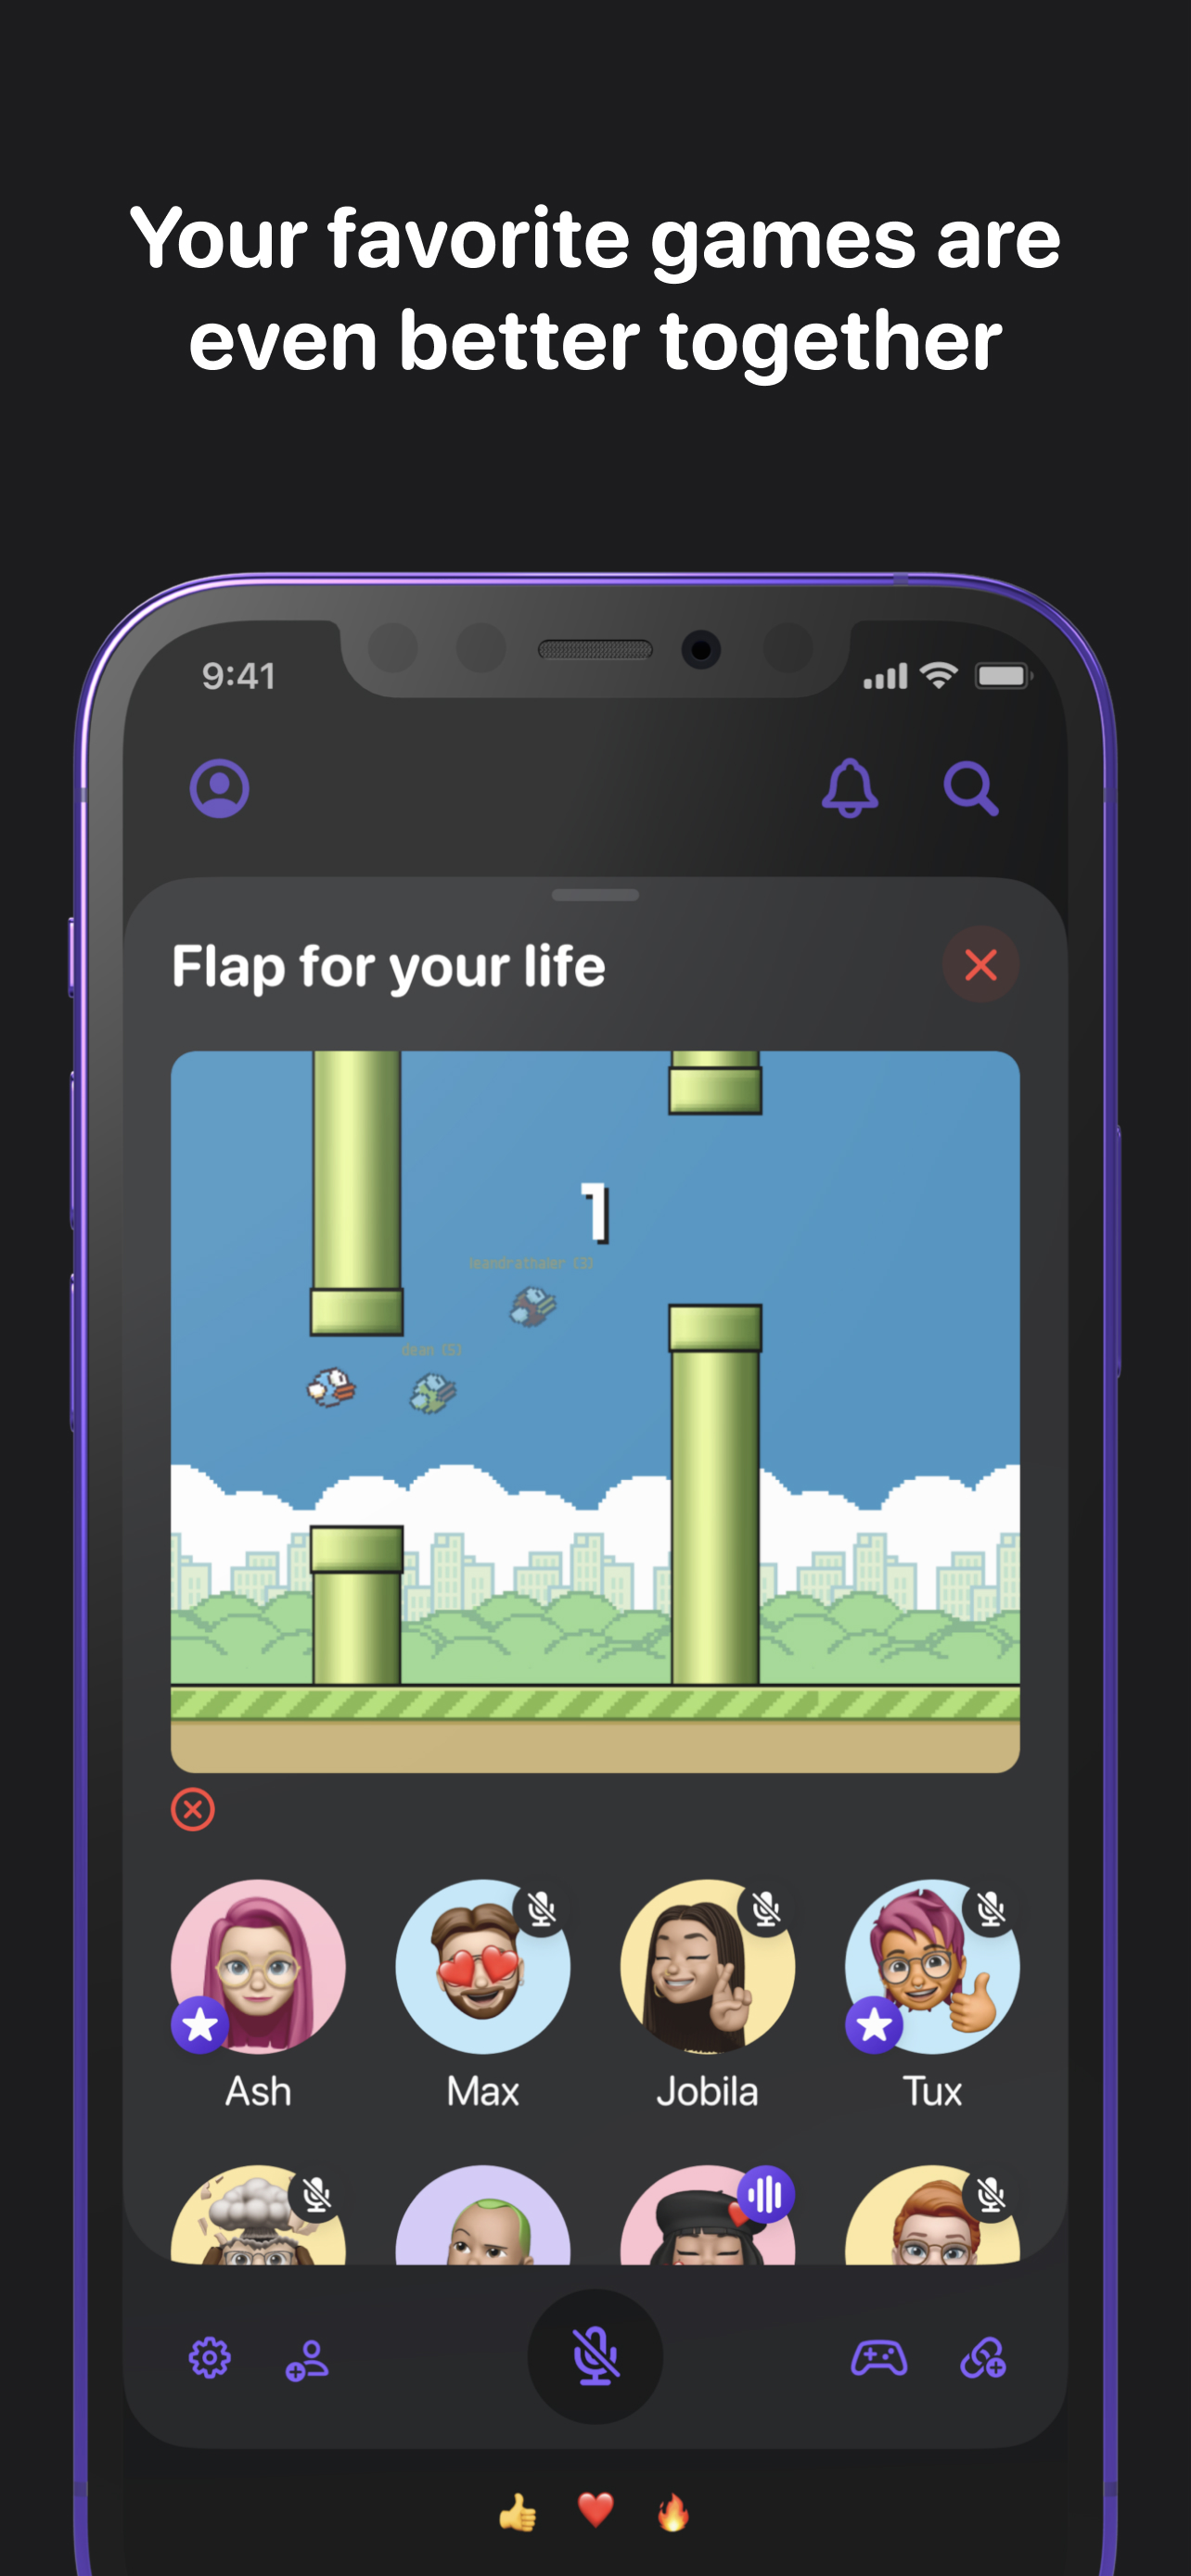 Your favorite games are
even better together
9:41
Flap for your life
1
leandrathaler (3)
dean (5)
Ash
Max
Jobila
Tux